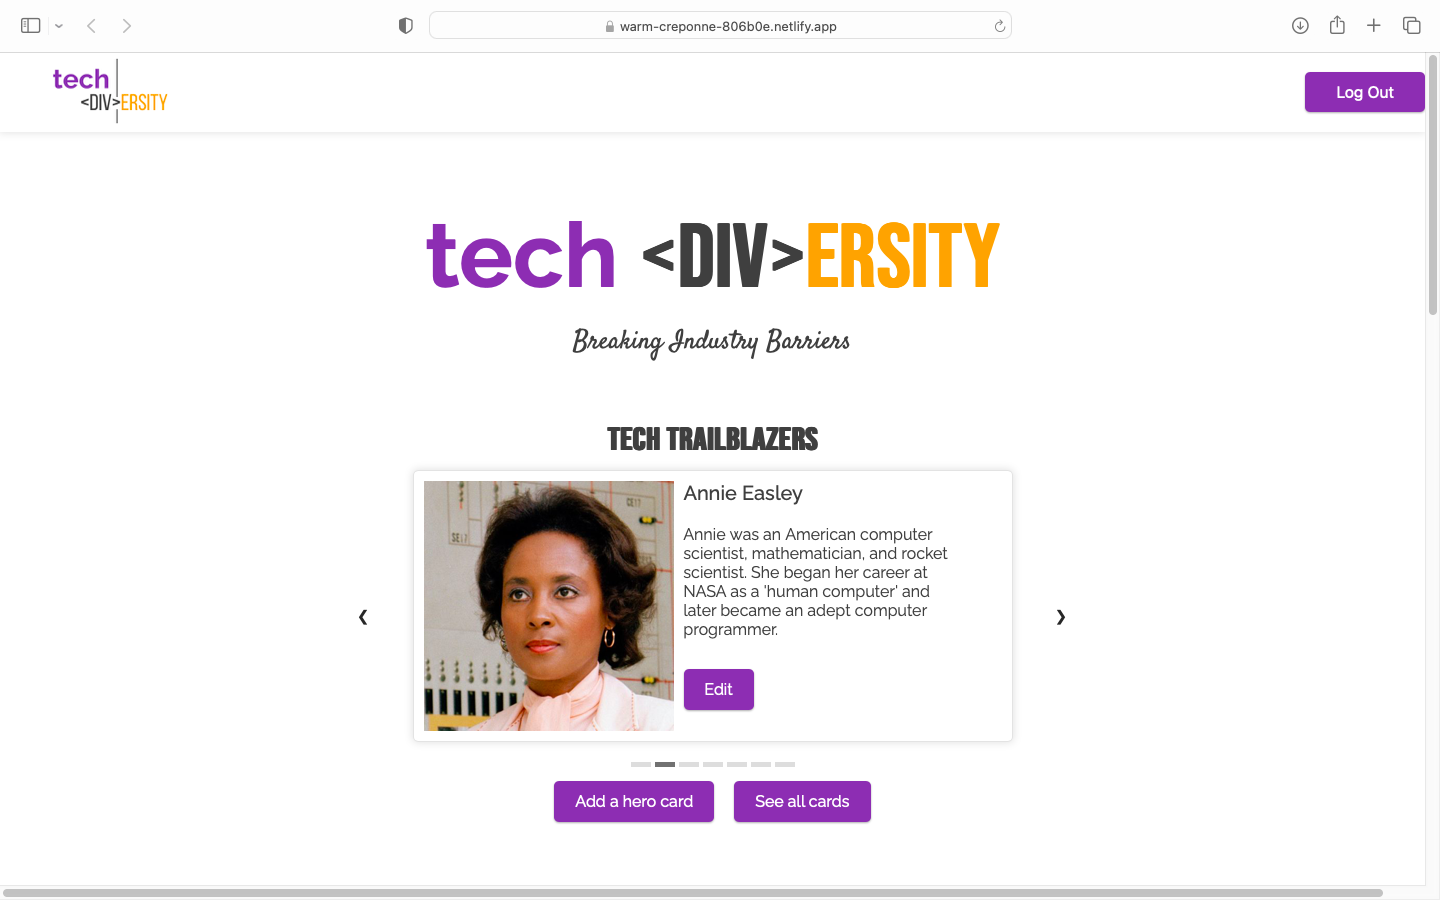 warm-creponne-806b0e.netlify.app
tech
<DIV>ERSITY
Log Out
tech <DIV>ERSITY
Breaking Industry Barriers
TECH TRAILBLAZERS
CE17
SE17
Annie Easley
Annie was an American computer
scientist, mathematician, and rocket
scientist. She began her career at
NASA as a 'human computer' and
later became an adept computer
programmer.
Edit
Add a hero card
See all cards